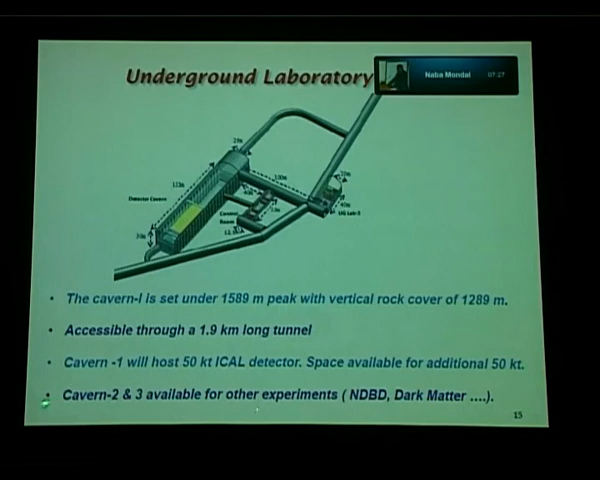 Underground Laboratory
Naba Mondal 07:27
Detector Cavern
Control
Room
UG Lab-2
• The cavern-I is set under 1589 m peak with vertical rock cover of 1289 m.
• Accessible through a 1.9 km long tunnel
• Cavern -1 will host 50 kt ICAL detector. Space available for additional 50 kt.
• Cavern-2 & 3 available for other experiments ( NDBD, Dark Matter ....).
15